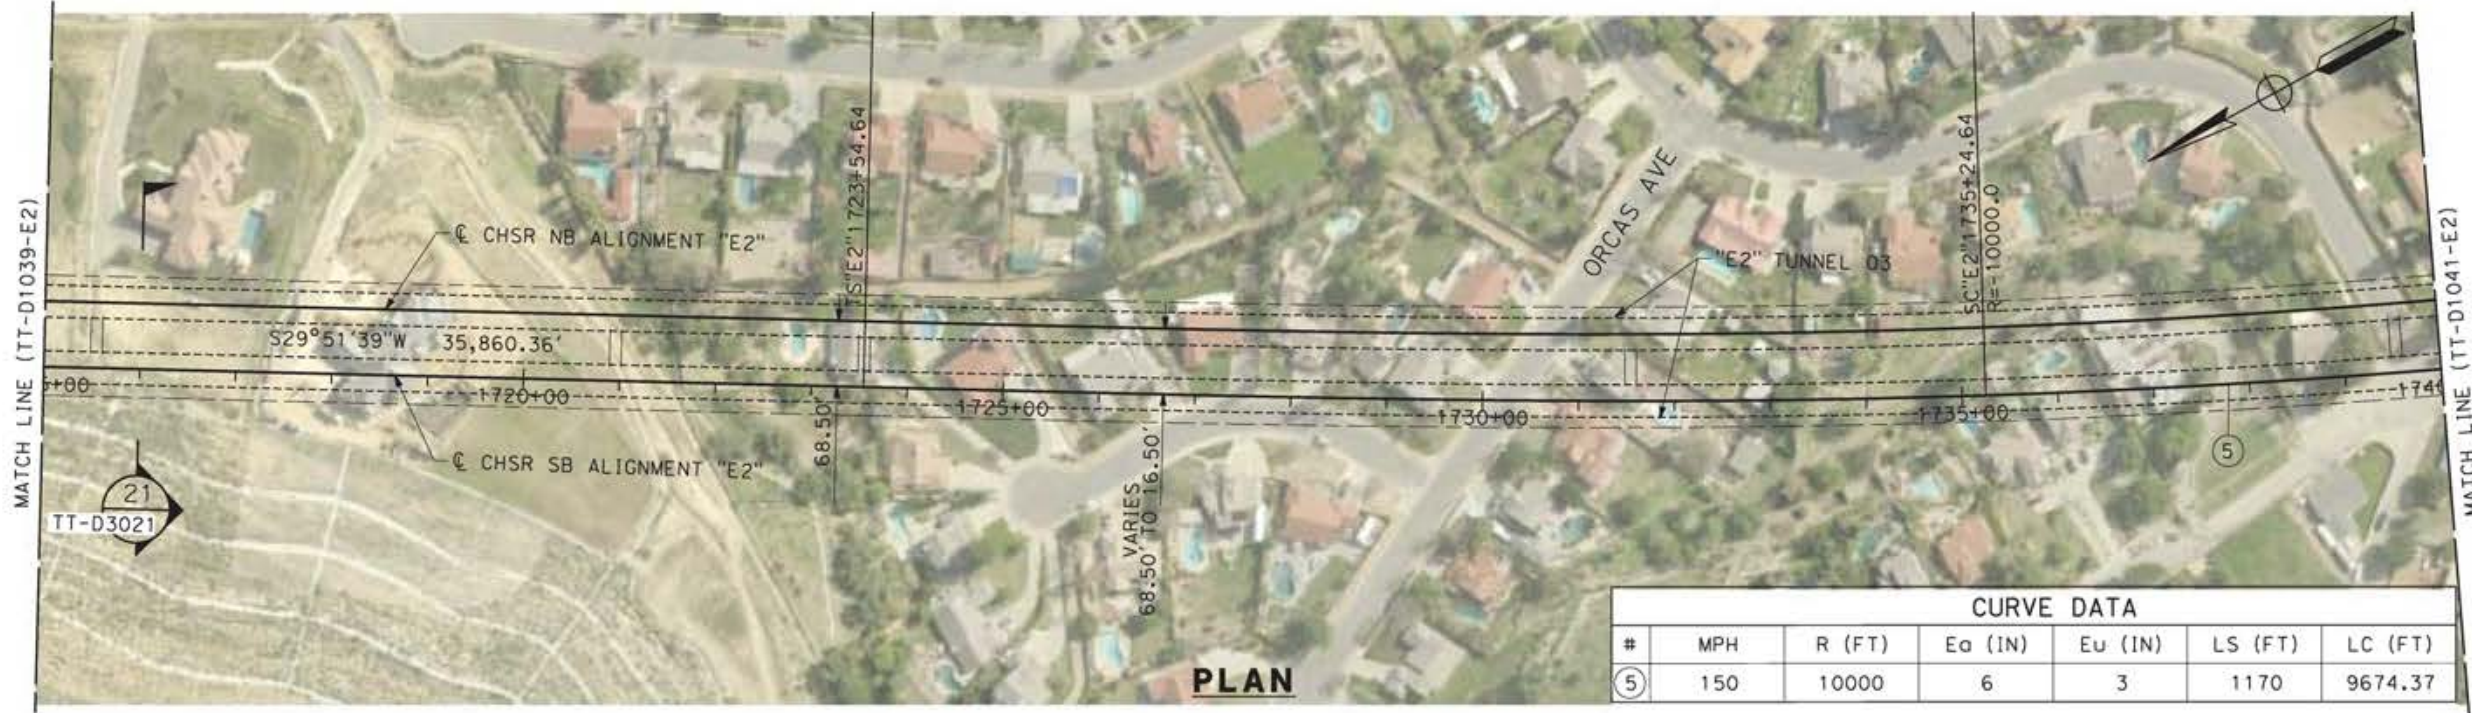 MATCH LINE (TT-D1039-E2)
℄ CHSR NB ALIGNMENT "E2"
TS"E2"1723+54.64
ORCAS AVE
"E2" TUNNEL 03
SC"E2"1735+24.64
R=-10000.0
MATCH LINE (TT-D1041-E2)
S29°51'39"W 35,860.36'
5+00
1720+00
1725+00
1730+00
1735+00
1740
℄ CHSR SB ALIGNMENT "E2"
68.50'
VARIES
68.50' TO 16.50'
5
21
TT-D3021
PLAN
CURVE DATA
# MPH R (FT) Ea (IN) Eu (IN) LS (FT) LC (FT)
5 150 10000 6 3 1170 9674.37